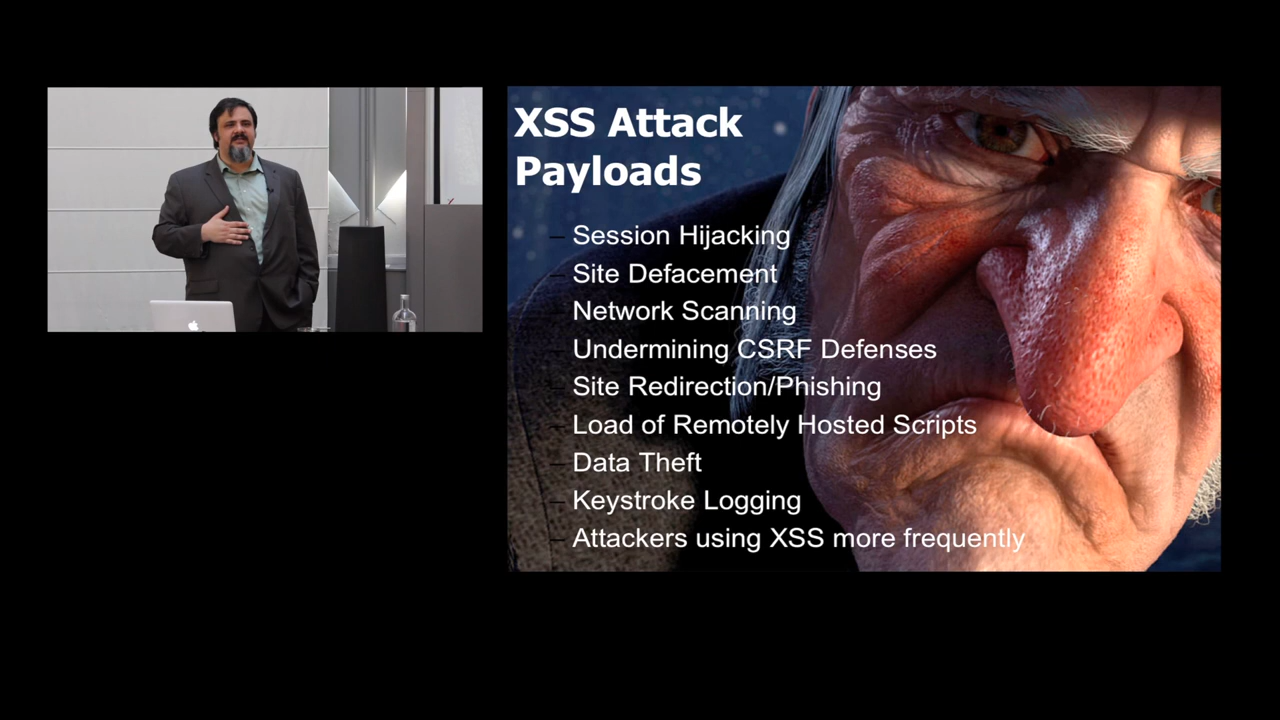 XSS Attack
Payloads
– Session Hijacking
– Site Defacement
– Network Scanning
– Undermining CSRF Defenses
– Site Redirection/Phishing
– Load of Remotely Hosted Scripts
– Data Theft
– Keystroke Logging
– Attackers using XSS more frequently